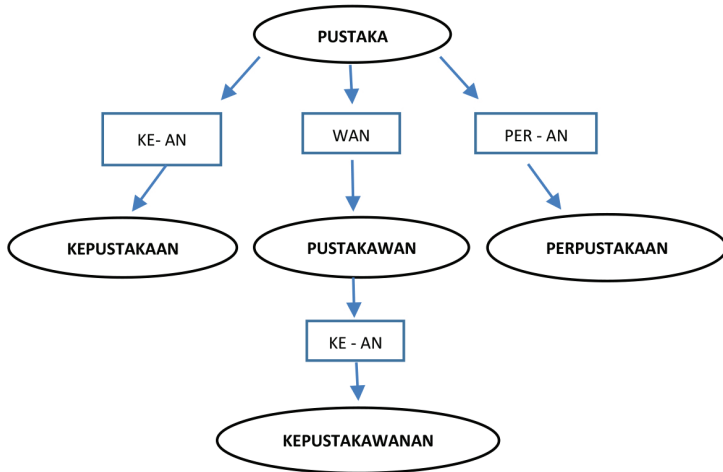 PUSTAKA
KE- AN
WAN
PER - AN
KEPUSTAKAAN
PUSTAKAWAN
PERPUSTAKAAN
KE - AN
KEPUSTAKAWANAN